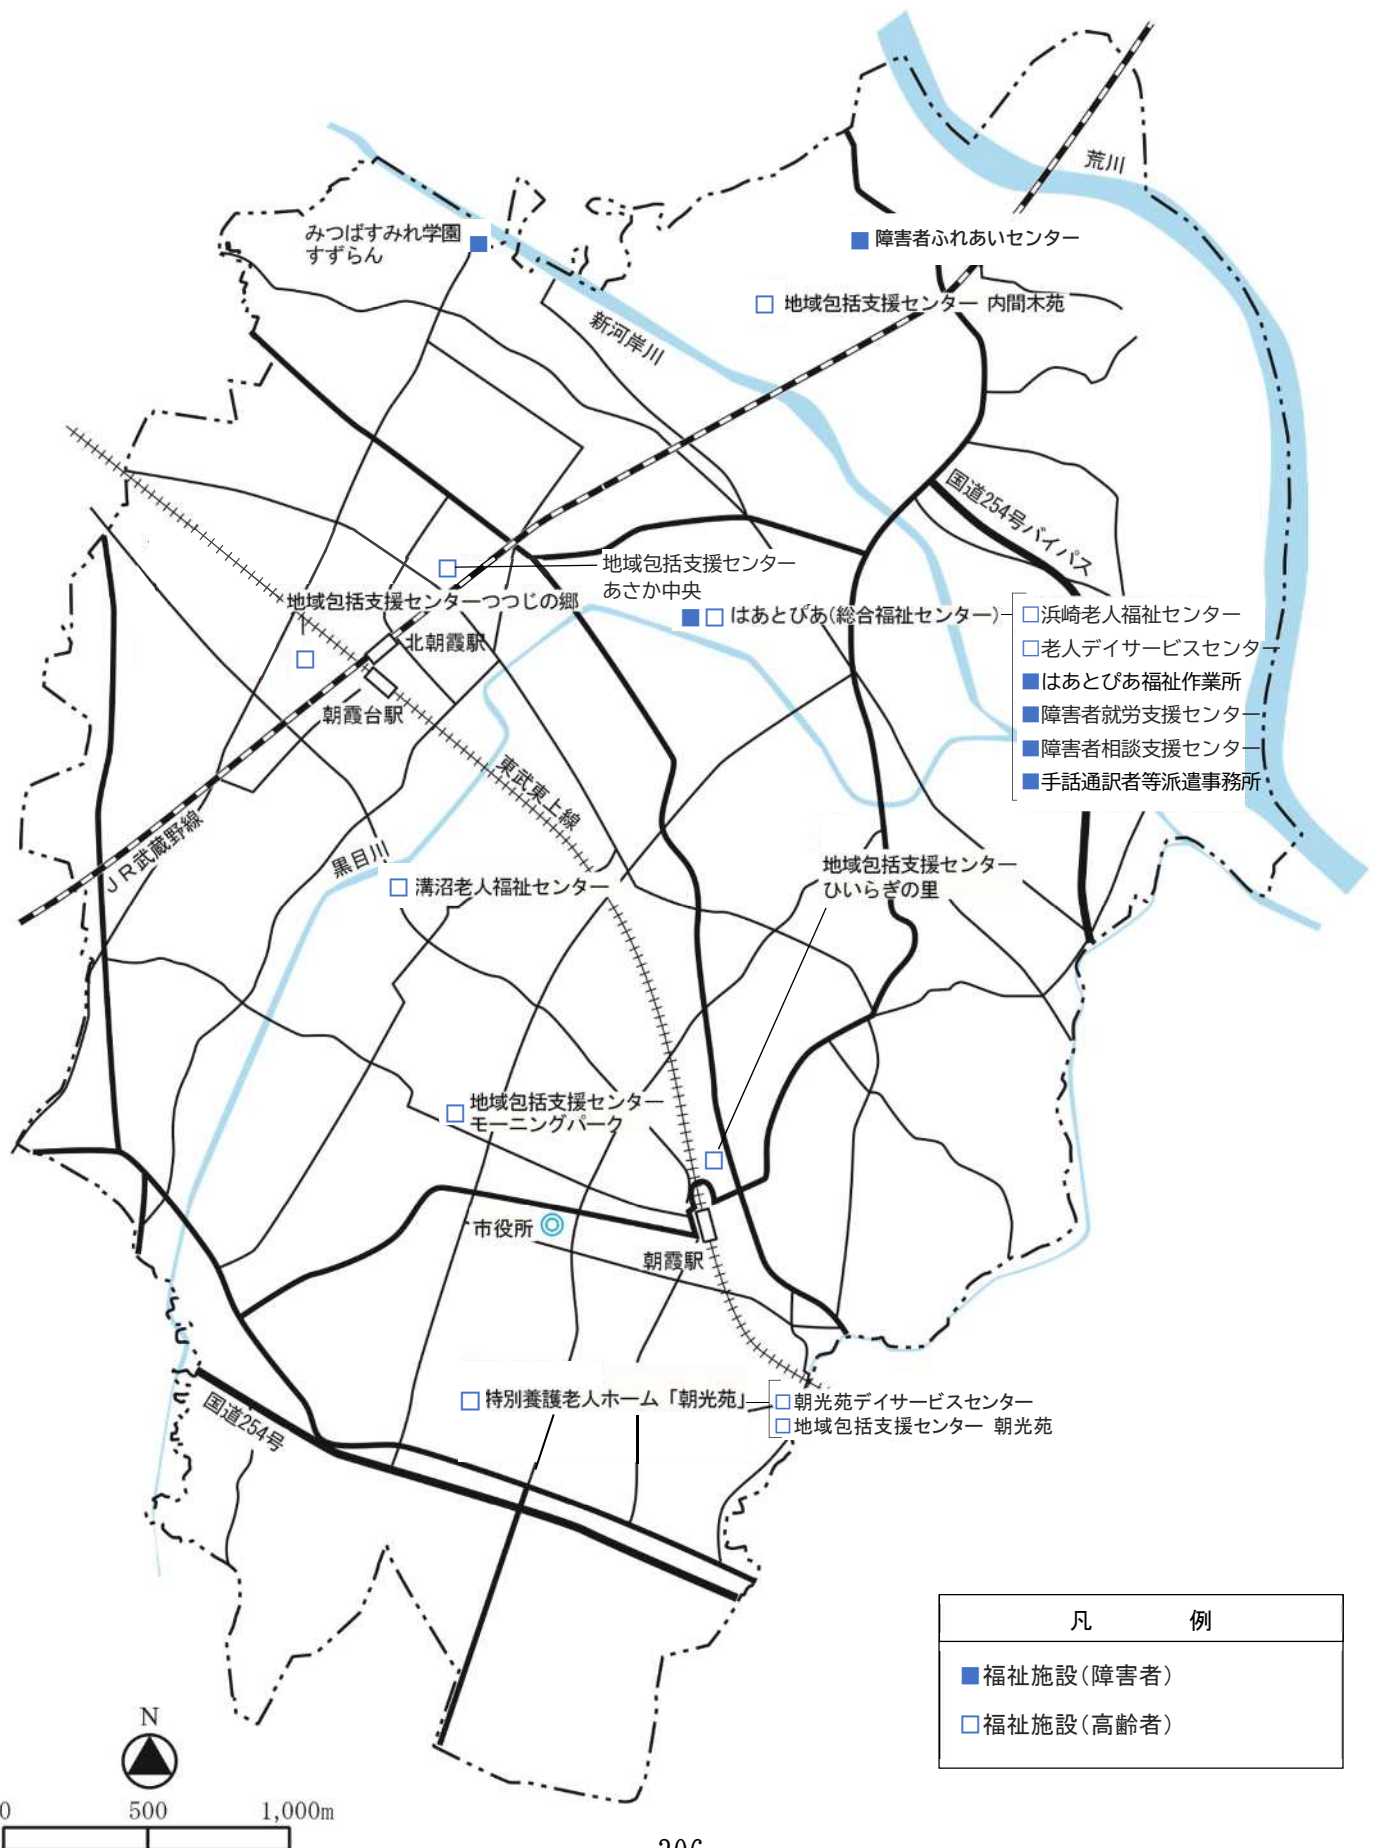 荒川
みつばすみれ学園
すずらん
障害者ふれあいセンター
地域包括支援センター 内間木苑
新河岸川
国道254号バイパス
地域包括支援センター
あさか中央
地域包括支援センターつつじの郷
はあとぴあ(総合福祉センター)
浜崎老人福祉センター
老人デイサービスセンター
はあとぴあ福祉作業所
障害者就労支援センター
障害者相談支援センター
手話通訳者等派遣事務所
北朝霞駅
朝霞台駅
東武東上線
JR武蔵野線
黒目川
溝沼老人福祉センター
地域包括支援センター
ひいらぎの里
地域包括支援センター
モーニングパーク
市役所
朝霞駅
特別養護老人ホーム「朝光苑」
朝光苑デイサービスセンター
地域包括支援センター 朝光苑
国道254号
凡 例
福祉施設(障害者)
福祉施設(高齢者)
N
0 500 1,000m